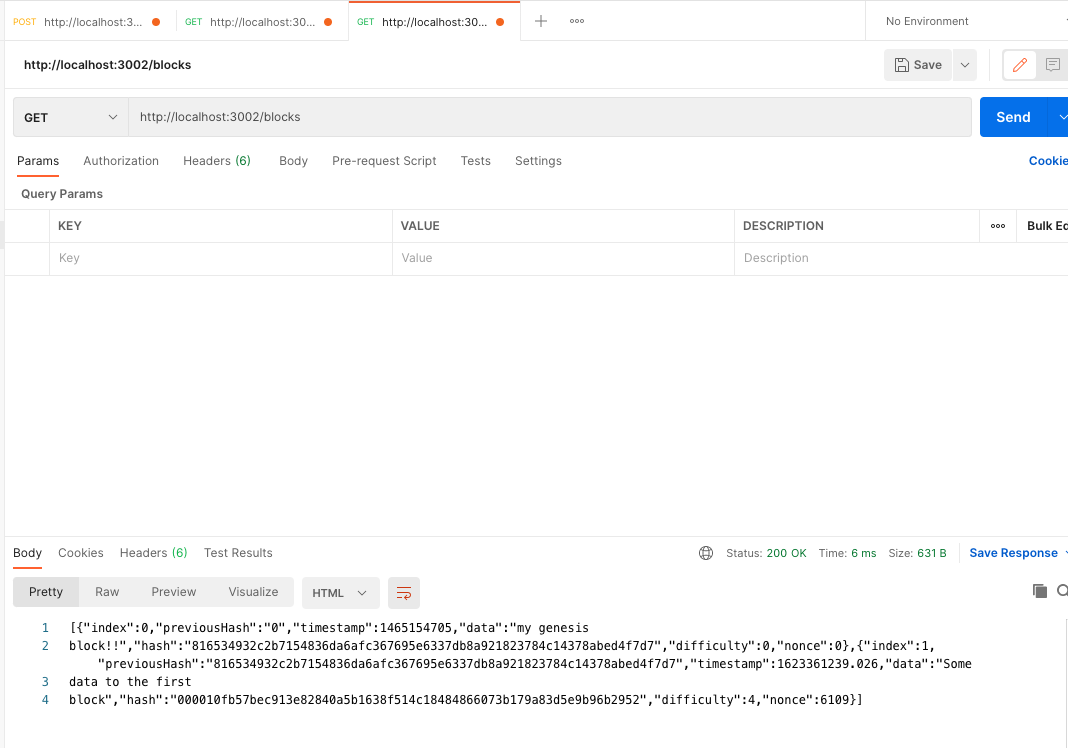 POST http://localhost:3... GET http://localhost:30... GET http://localhost:30... No Environment
http://localhost:3002/blocks Save
GET http://localhost:3002/blocks Send
Params Authorization Headers (6) Body Pre-request Script Tests Settings Cookie
Query Params
KEY VALUE DESCRIPTION Bulk Ed
Key Value Description
Body Cookies Headers (6) Test Results Status: 200 OK Time: 6 ms Size: 631 B Save Response
Pretty Raw Preview Visualize HTML
1 [{"index":0,"previousHash":"0","timestamp":1465154705,"data":"my genesis
2 block!!","hash":"816534932c2b7154836da6afc367695e6337db8a921823784c14378abed4f7d7","difficulty":0,"nonce":0},{"index":1,
"previousHash":"816534932c2b7154836da6afc367695e6337db8a921823784c14378abed4f7d7","timestamp":1623361239.026,"data":"Some
3 data to the first
4 block","hash":"000010fb57bec913e82840a5b1638f514c18484866073b179a83d5e9b96b2952","difficulty":4,"nonce":6109}]